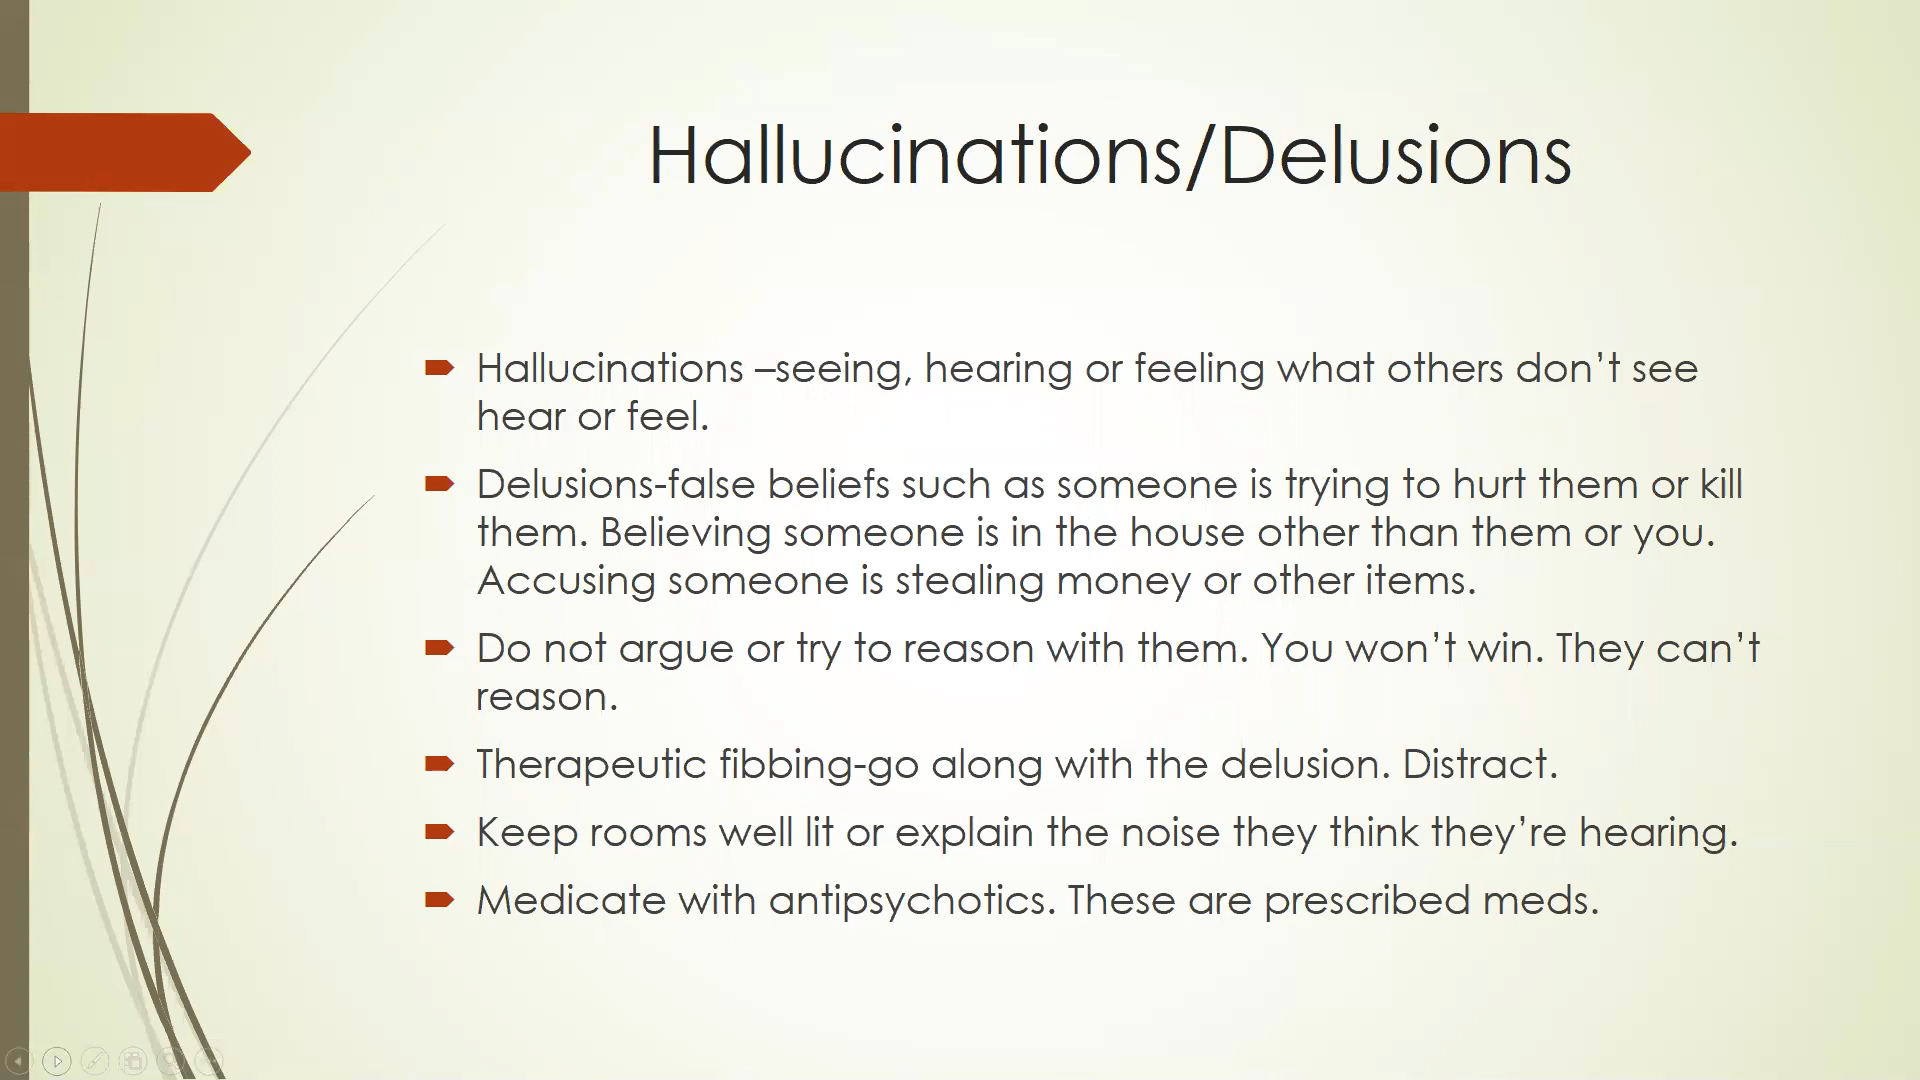 Hallucinations/Delusions
Hallucinations –seeing, hearing or feeling what others don’t see
hear or feel.
Delusions-false beliefs such as someone is trying to hurt them or kill
them. Believing someone is in the house other than them or you.
Accusing someone is stealing money or other items.
Do not argue or try to reason with them. You won’t win. They can’t
reason.
Therapeutic fibbing-go along with the delusion. Distract.
Keep rooms well lit or explain the noise they think they’re hearing.
Medicate with antipsychotics. These are prescribed meds.